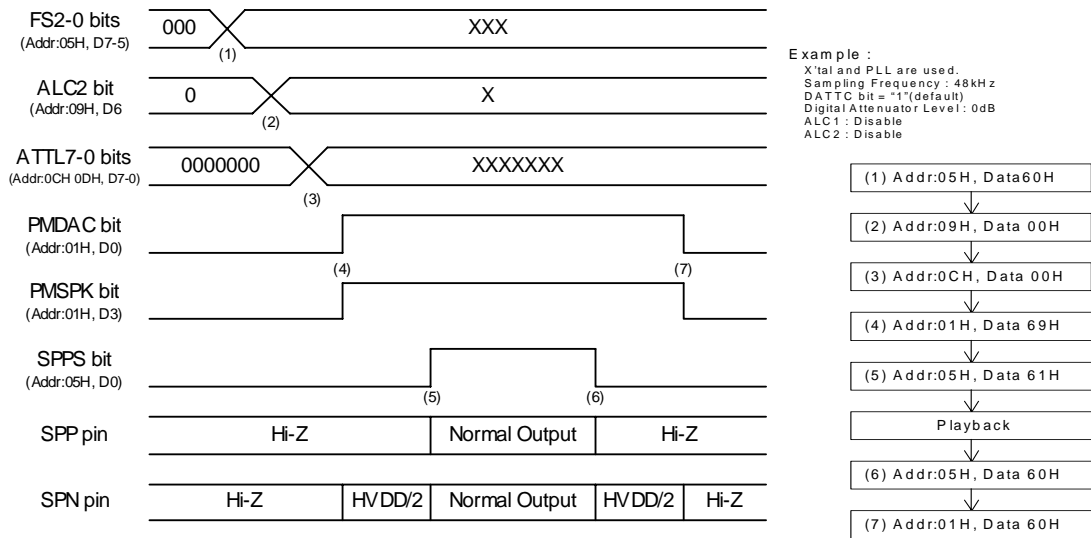 FS2-0 bits
(Addr:05H, D7-5)
000
XXX
(1)
ALC2 bit
(Addr:09H, D6
0
X
(2)
ATTL7-0 bits
(Addr:0CH 0DH, D7-0)
0000000
XXXXXXX
(3)
PMDAC bit
(Addr:01H, D0)
(4)
(7)
PMSPK bit
(Addr:01H, D3)
SPPS bit
(Addr:05H, D0)
(5)
(6)
SPP pin
Hi-Z
Normal Output
Hi-Z
SPN pin
Hi-Z
HVDD/2
Normal Output
HVDD/2
Hi-Z
Example :
X'tal and PLL are used.
Sampling Frequency : 48kHz
DATTC bit = “1”(default)
Digital Attenuator Level : 0dB
ALC1 : Disable
ALC2 : Disable
(1) Addr:05H, Data60H
(2) Addr:09H, Data 00H
(3) Addr:0CH, Data 00H
(4) Addr:01H, Data 69H
(5) Addr:05H, Data 61H
Playback
(6) Addr:05H, Data 60H
(7) Addr:01H, Data 60H